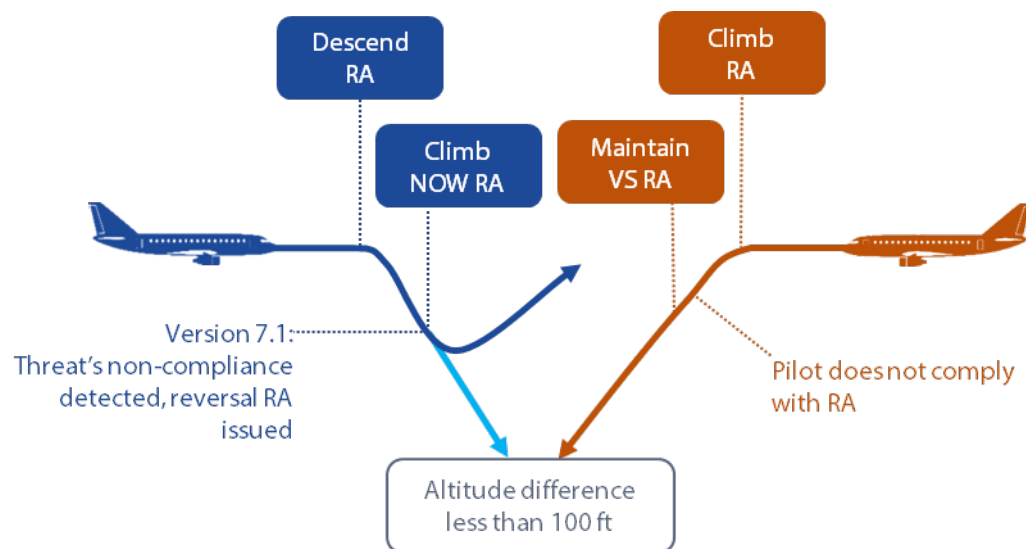 Descend
RA
Climb
RA
Climb
NOW RA
Maintain
VS RA
Version 7.1:
Threat's non-compliance
detected, reversal RA
issued
Pilot does not comply
with RA
Altitude difference
less than 100 ft